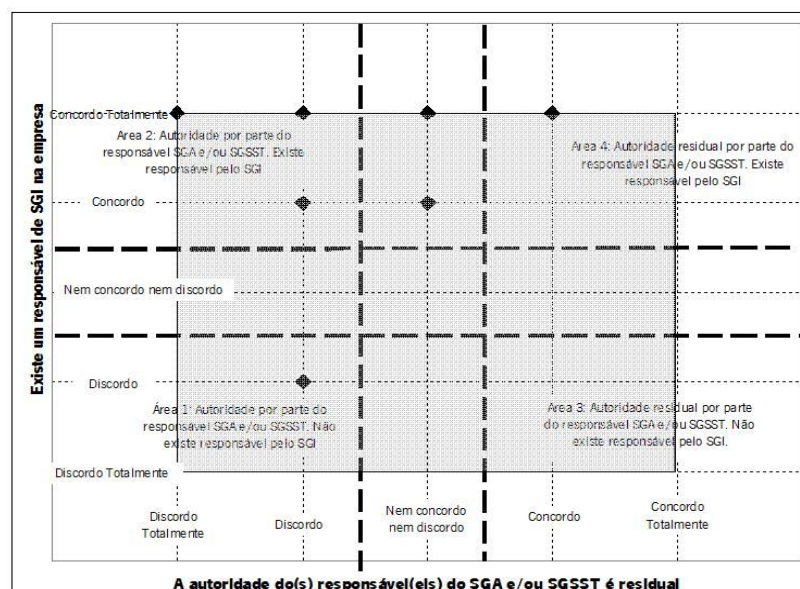 Existe um responsável de SGI na empresa
Concordo Totalmente
Area 2: Autoridade por parte do
responsável SGA e/ou SGSST. Existe
responsável pelo SGI
Area 4: Autoridade residual por parte do
responsável SGA e/ou SGSST. Existe
responsável pelo SGI
Concordo
Nem concordo nem discordo
Discordo
Área 1: Autoridade por parte do
responsável SGA e/ou SGSST. Não
existe responsável pelo SGI
Area 3: Autoridade residual por parte
do responsável SGA e/ou SGSST. Não
existe responsável pelo SGI.
Discordo Totalmente
Discordo
Totalmente
Discordo
Nem concordo
nem discordo
Concordo
Concordo
Totalmente
A autoridade do(s) responsável(eis) do SGA e/ou SGSST é residual